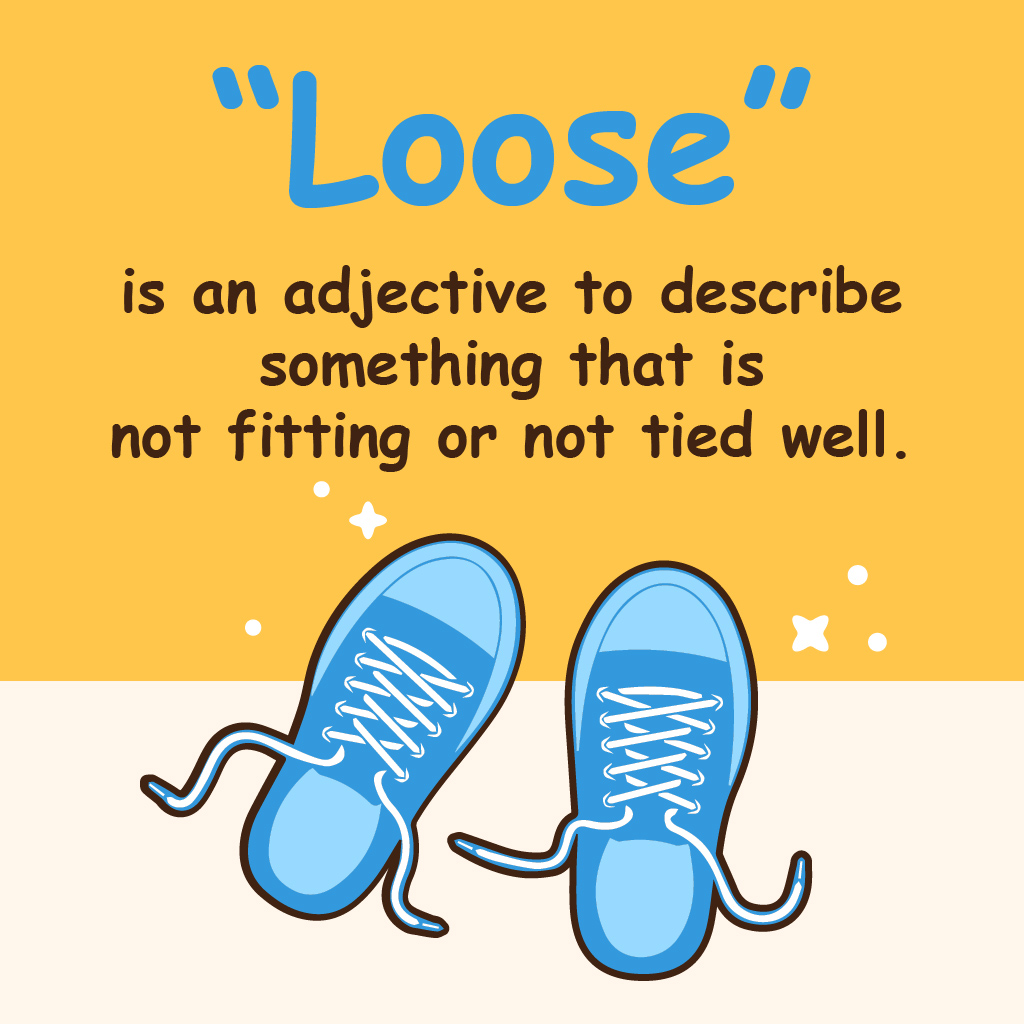 “Loose”
is an adjective to describe
something that is
not fitting or not tied well.